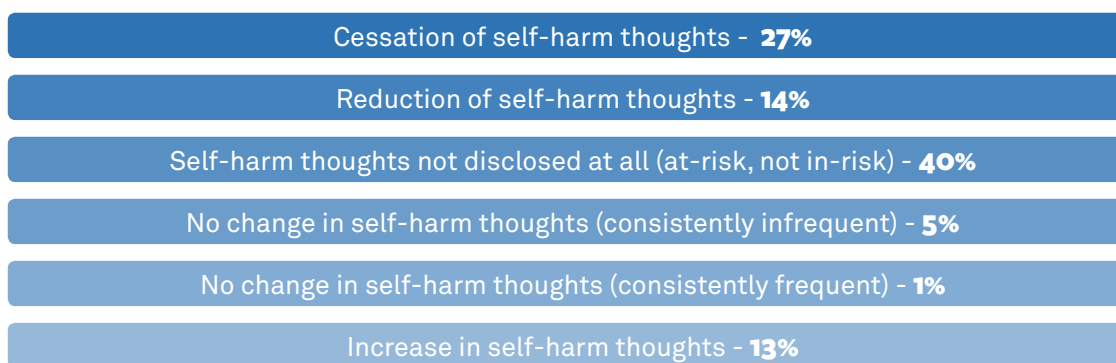 Cessation of self-harm thoughts - 27%
Reduction of self-harm thoughts - 14%
Self-harm thoughts not disclosed at all (at-risk, not in-risk) - 40%
No change in self-harm thoughts (consistently infrequent) - 5%
No change in self-harm thoughts (consistently frequent) - 1%
Increase in self-harm thoughts - 13%